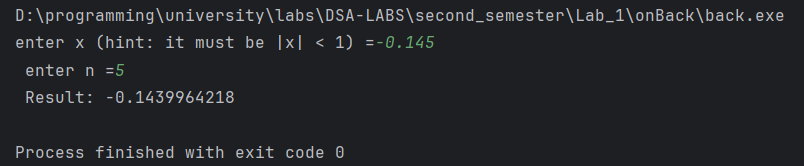 D:\programming\university\labs\DSA-LABS\second_semester\Lab_1\onBack\back.exe
enter x (hint: it must be |x| < 1) =-0.145
enter n =5
Result: -0.1439964218
Process finished with exit code 0